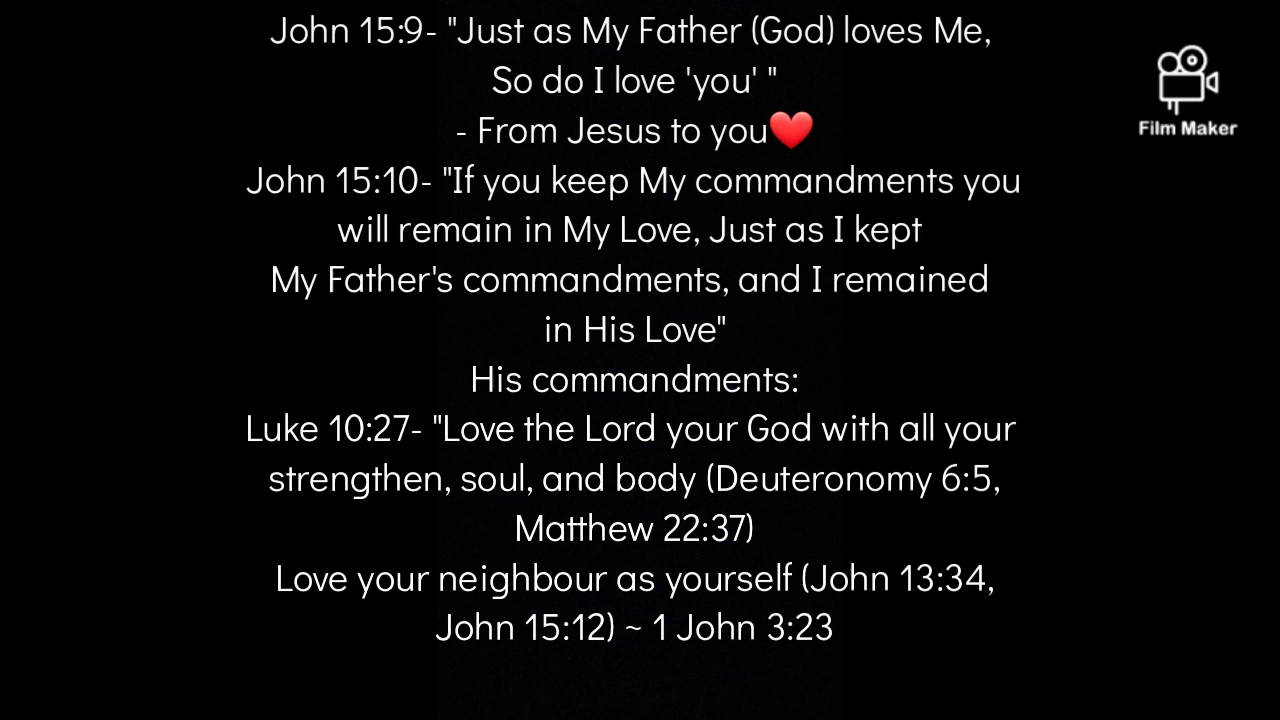 John 15:9- "Just as My Father (God) loves Me,
So do I love 'you' "
- From Jesus to you❤️
John 15:10- "If you keep My commandments you
will remain in My Love, Just as I kept
My Father's commandments, and I remained
in His Love"
His commandments:
Luke 10:27- "Love the Lord your God with all your
strengthen, soul, and body (Deuteronomy 6:5,
Matthew 22:37)
Love your neighbour as yourself (John 13:34,
John 15:12) ~ 1 John 3:23
Film Maker